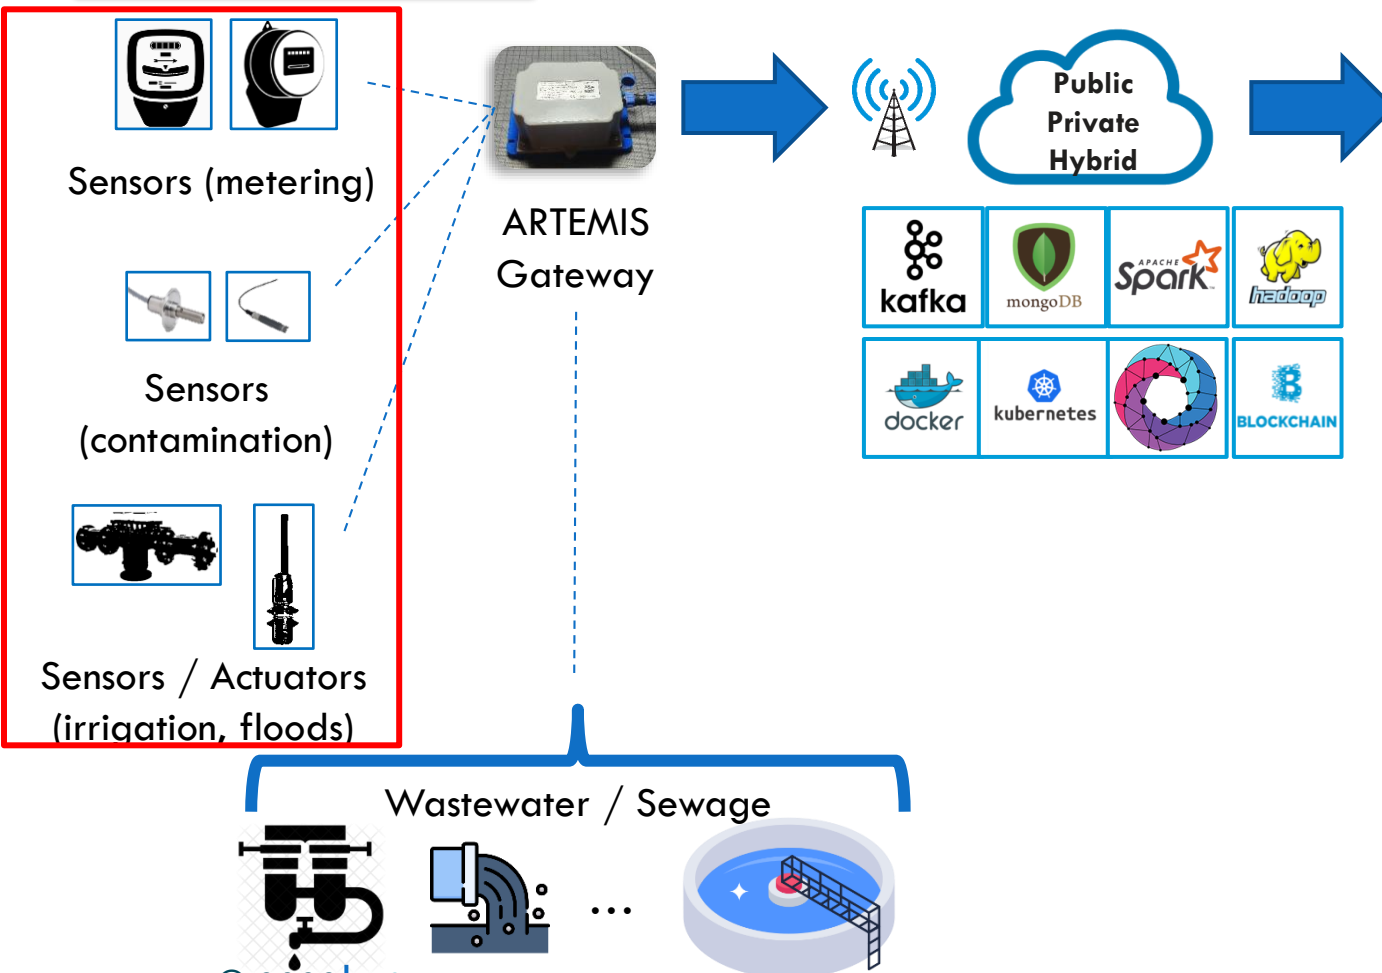 Sensors (metering)
Sensors
(contamination)
Sensors / Actuators
(irrigation, floods)
ARTEMIS
Gateway
Public
Private
Hybrid
kafka
mongoDB
APACHE
Spark
hadoop
docker
kubernetes
BLOCKCHAIN
Wastewater / Sewage
...